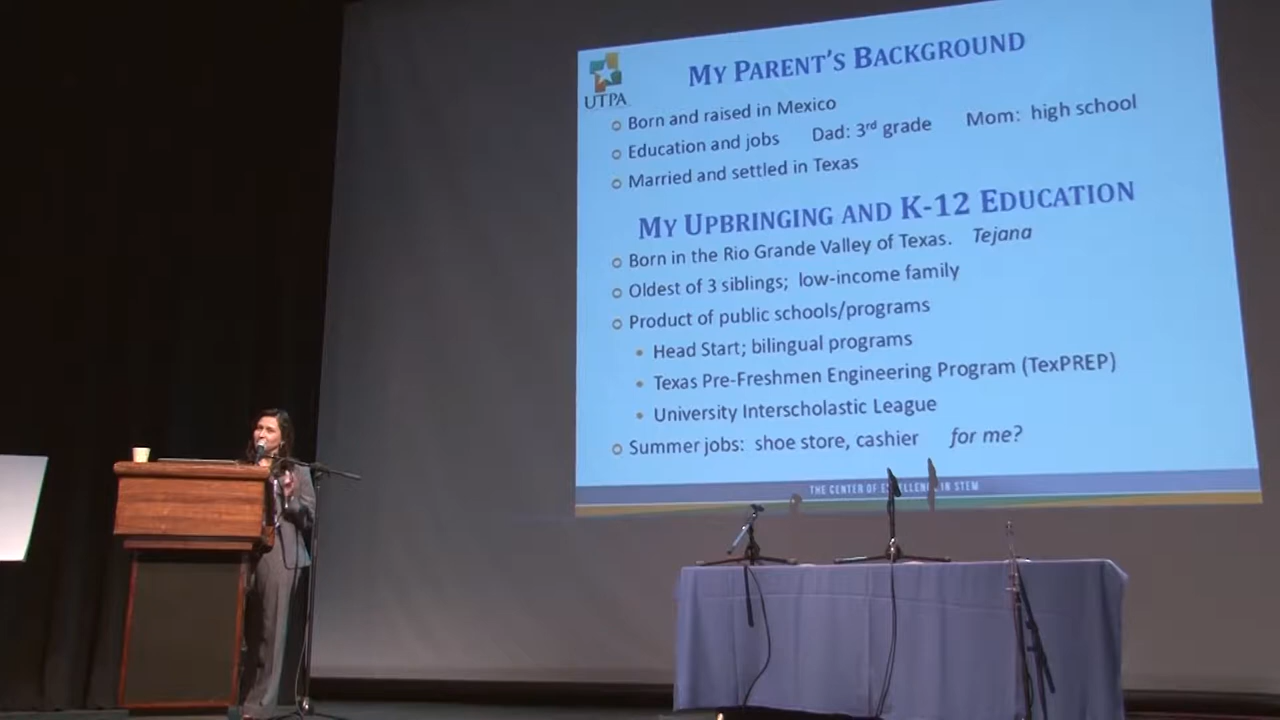 MY PARENT'S BACKGROUND
UTPA
Born and raised in Mexico
Education and jobs Dad: 3rd grade Mom: high school
Married and settled in Texas
MY UPBRINGING AND K-12 EDUCATION
Born in the Rio Grande Valley of Texas. Tejana
Oldest of 3 siblings; low-income family
Product of public schools/programs
Head Start; bilingual programs
Texas Pre-Freshmen Engineering Program (TexPREP)
University Interscholastic League
Summer jobs: shoe store, cashier for me?
THE CENTER OF EXCELLENCE IN STEM